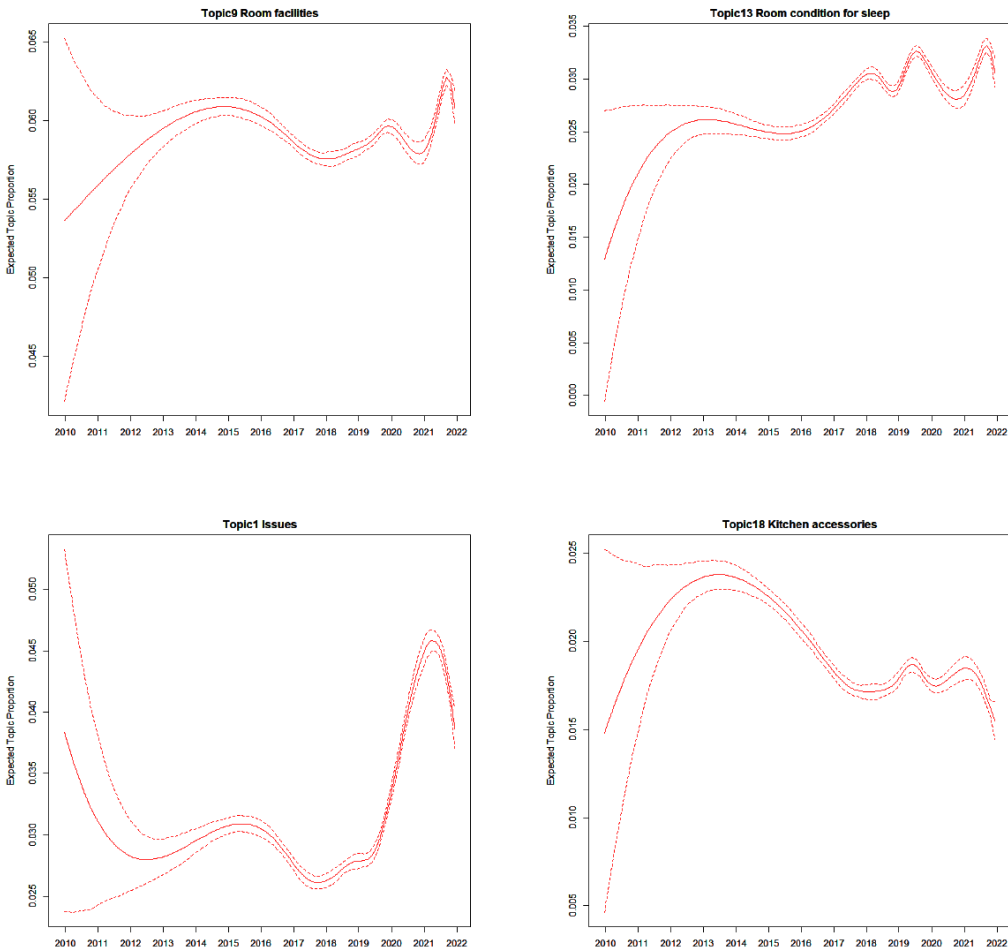 Topic9 Room facilities
Expected Topic Proportion
0.065
0.060
0.055
0.050
0.045
2010 2011 2012 2013 2014 2015 2016 2017 2018 2019 2020 2021 2022
Topic13 Room condition for sleep
Expected Topic Proportion
0.035
0.030
0.025
0.020
0.015
0.010
0.005
0.000
2010 2011 2012 2013 2014 2015 2016 2017 2018 2019 2020 2021 2022
Topic1 Issues
Expected Topic Proportion
0.050
0.045
0.040
0.035
0.030
0.025
2010 2011 2012 2013 2014 2015 2016 2017 2018 2019 2020 2021 2022
Topic18 Kitchen accessories
Expected Topic Proportion
0.025
0.020
0.015
0.010
0.005
2010 2011 2012 2013 2014 2015 2016 2017 2018 2019 2020 2021 2022